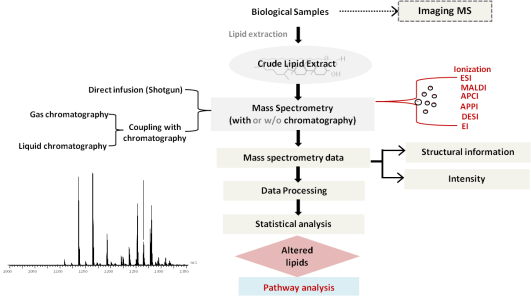 Biological Samples
Imaging MS
Lipid extraction
Crude Lipid Extract
OH
Ionization
ESI
MALDI
APCI
APPI
DESI
EI
Direct infusion (Shotgun)
Gas chromatography
Coupling with
chromatography
Liquid chromatography
Mass Spectrometry
(with or w/o chromatography)
Mass spectrometry data
Structural information
Intensity
Data Processing
Statistical analysis
Altered
lipids
Pathway analysis